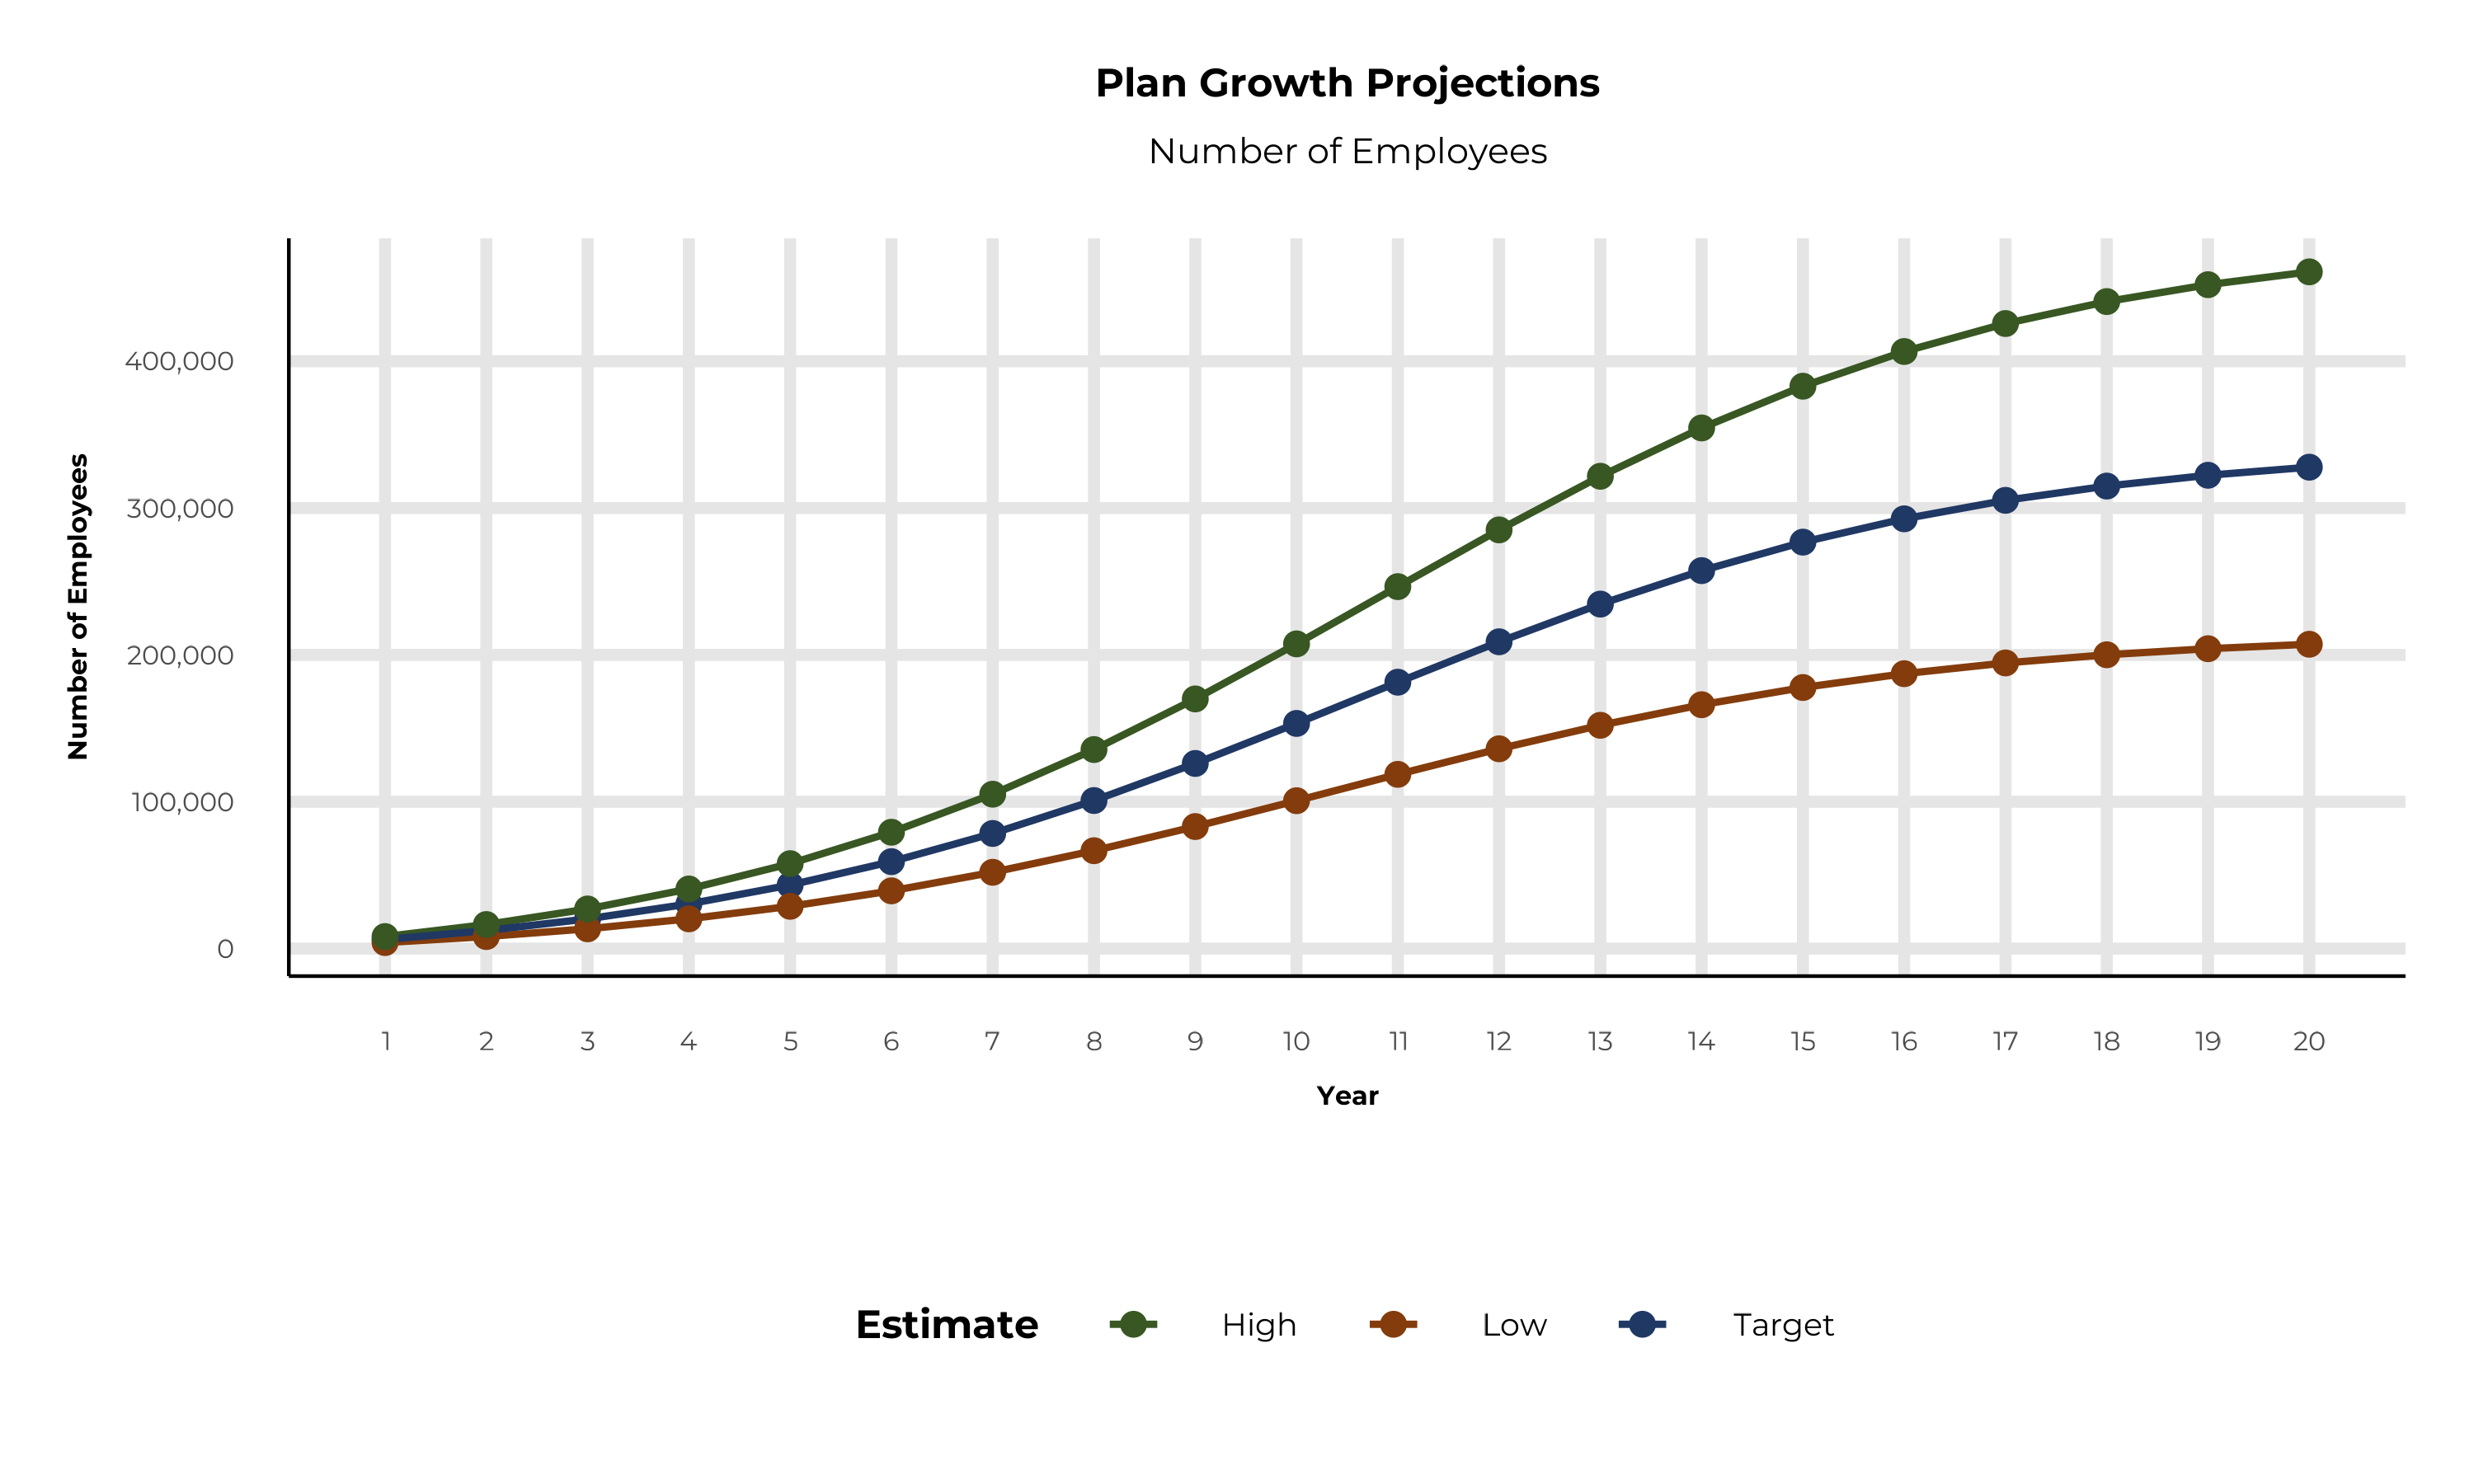 Plan Growth Projections
Number of Employees
Number of Employees
400,000
300,000
200,000
100,000
0
1 2 3 4 5 6 7 8 9 10 11 12 13 14 15 16 17 18 19 20
Year
Estimate High Low Target